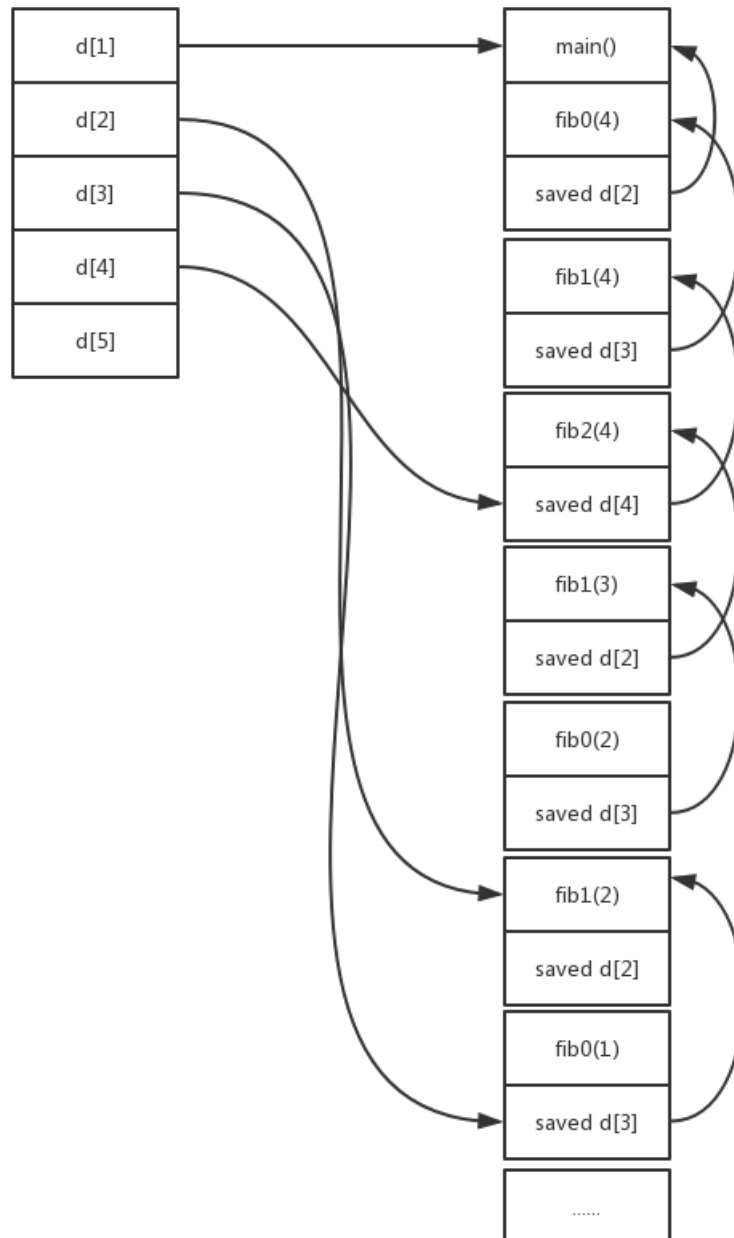 d[1]
d[2]
d[3]
d[4]
d[5]
main()
fib0(4)
saved d[2]
fib1(4)
saved d[3]
fib2(4)
saved d[4]
fib1(3)
saved d[2]
fib0(2)
saved d[3]
fib1(2)
saved d[2]
fib0(1)
saved d[3]
......